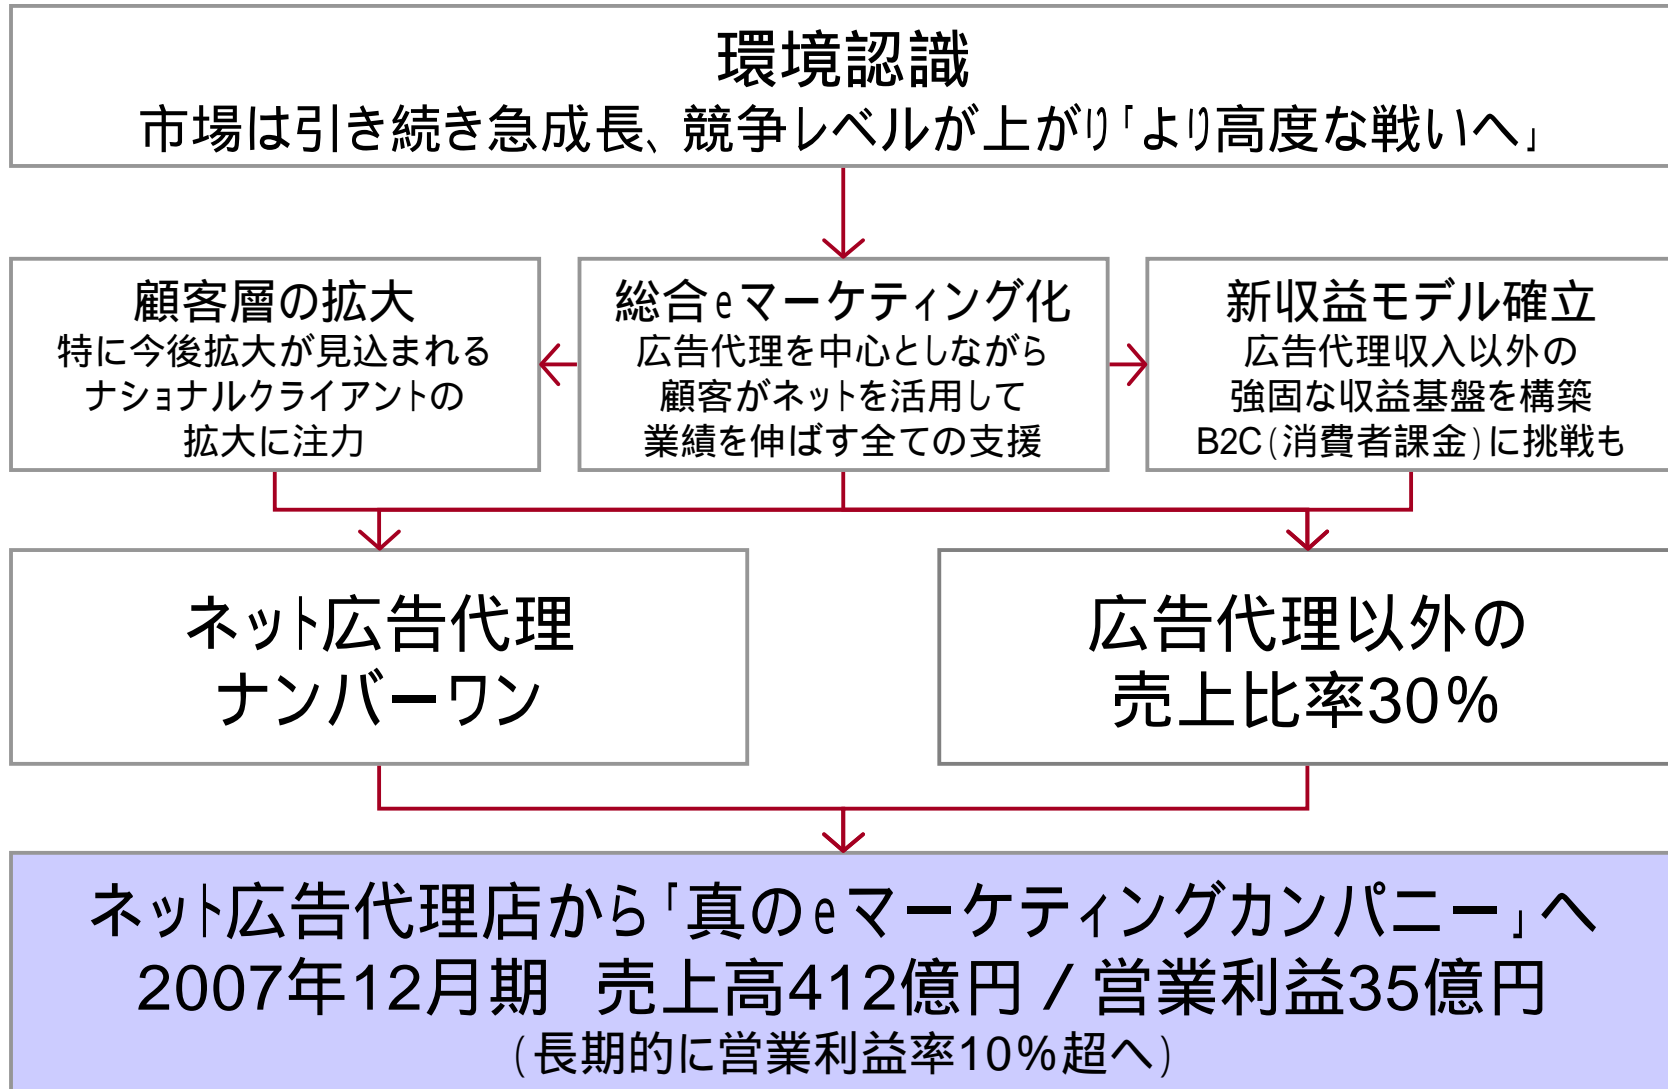 環境認識
市場は引き続き急成長、競争レベルが上がり「より高度な戦いへ」
顧客層の拡大
特に今後拡大が見込まれる
ナショナルクライアントの
拡大に注力
総合eマーケティング化
広告代理を中心としながら
顧客がネットを活用して
業績を伸ばす全ての支援
新収益モデル確立
広告代理収入以外の
強固な収益基盤を構築
B2C(消費者課金)に挑戦も
ネット広告代理
ナンバーワン
広告代理以外の
売上比率30%
ネット広告代理店から「真のeマーケティングカンパニー」へ
2007年12月期 売上高412億円/営業利益35億円
(長期的に営業利益率10%超へ)